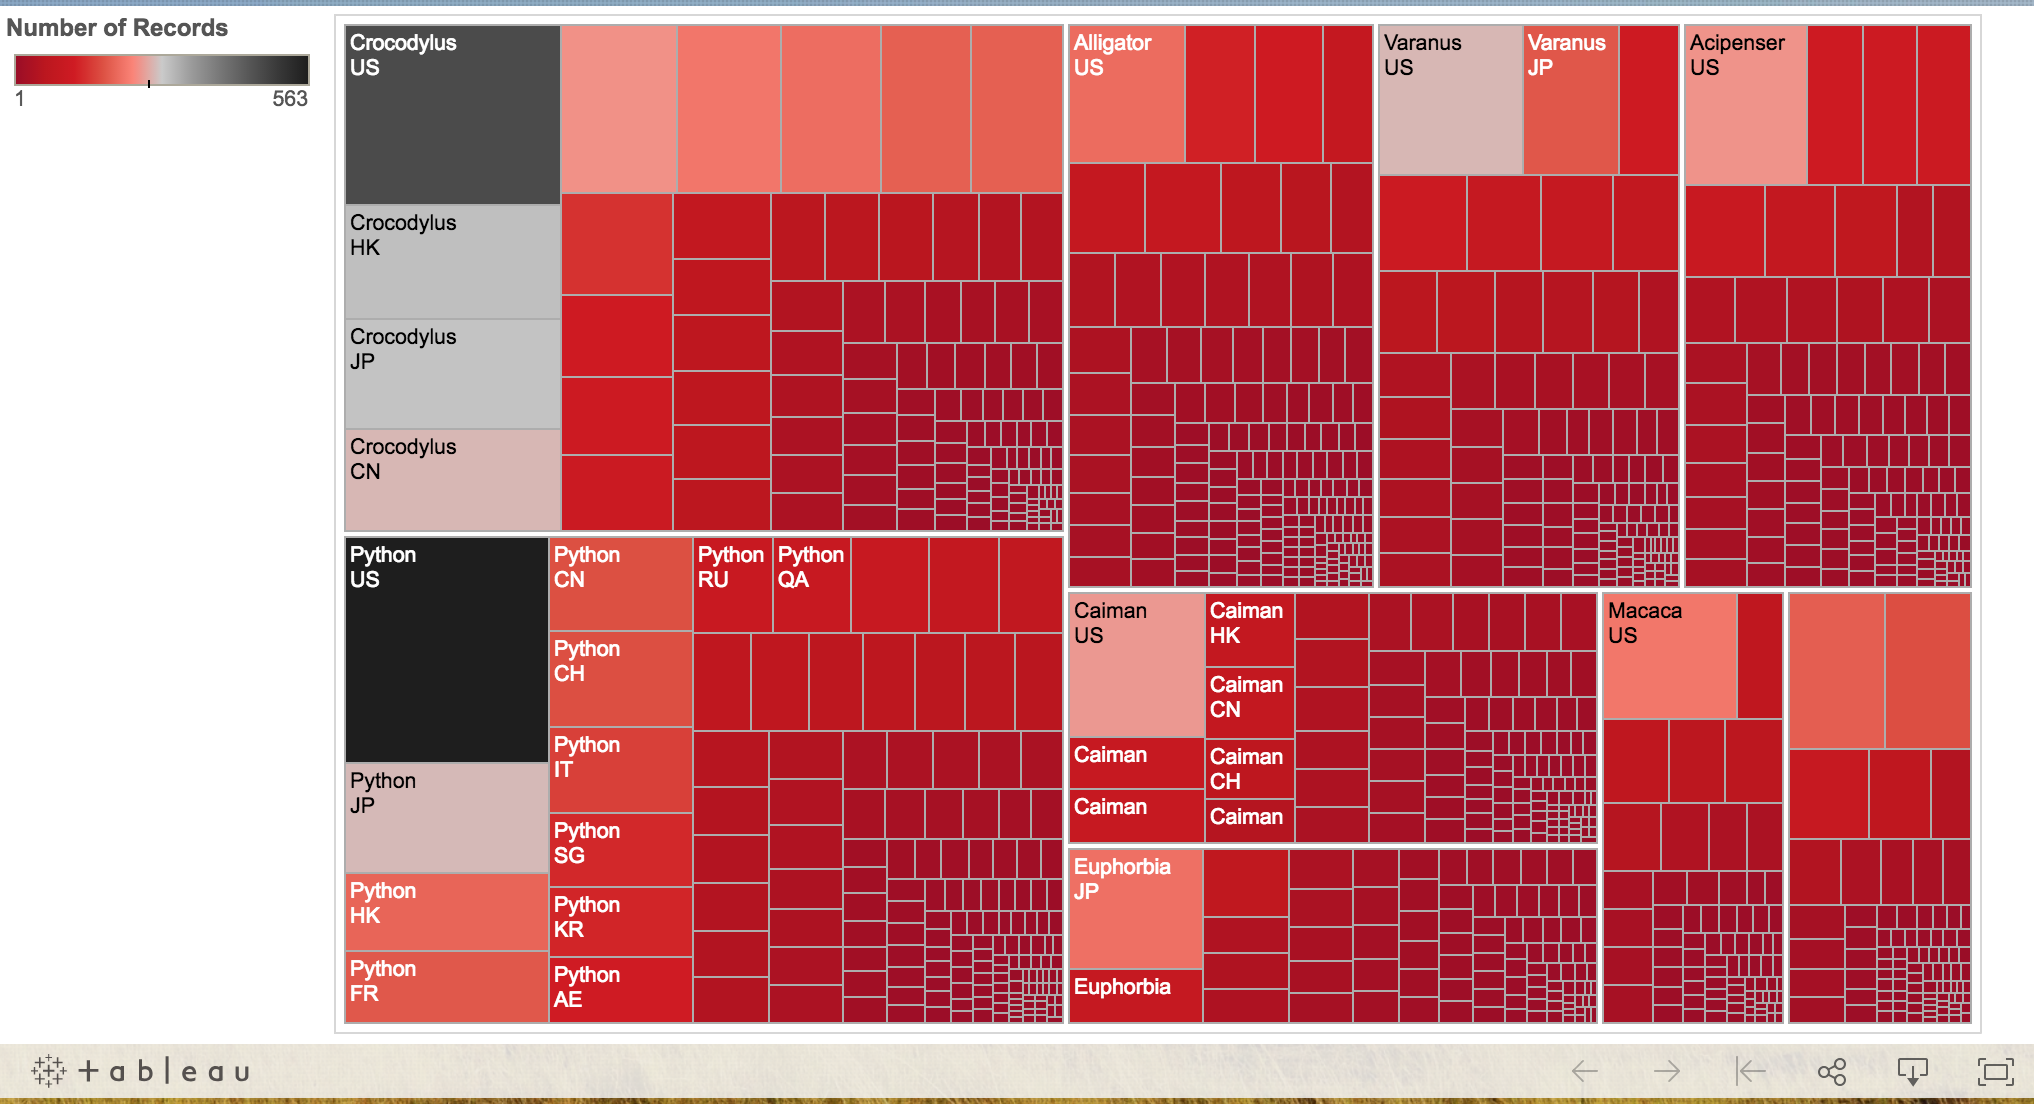 Number of Records
1
563
Crocodylus
US
Crocodylus
HK
Crocodylus
JP
Crocodylus
CN
Python
US
Python
JP
Python
HK
Python
FR
Python
CN
Python
CH
Python
IT
Python
SG
Python
KR
Python
AE
Python
RU
Python
QA
Alligator
US
Varanus
US
Varanus
JP
Acipenser
US
Caiman
US
Caiman
Caiman
Caiman
HK
Caiman
CN
Caiman
CH
Caiman
Euphorbia
JP
Euphorbia
Macaca
US
+ableau